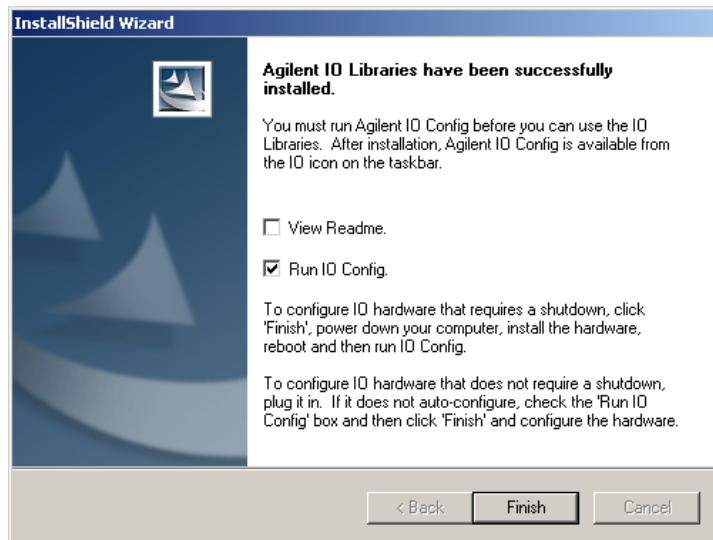 InstallShield Wizard
Agilent IO Libraries have been successfully
installed.
You must run Agilent IO Config before you can use the IO
Libraries.  After installation, Agilent IO Config is available from
the IO icon on the taskbar.
View Readme.
Run IO Config.
To configure IO hardware that requires a shutdown, click
'Finish', power down your computer, install the hardware,
reboot and then run IO Config.
To configure IO hardware that does not require a shutdown,
plug it in.  If it does not auto-configure, check the 'Run IO
Config' box and then click 'Finish' and configure the hardware.
< Back Finish Cancel